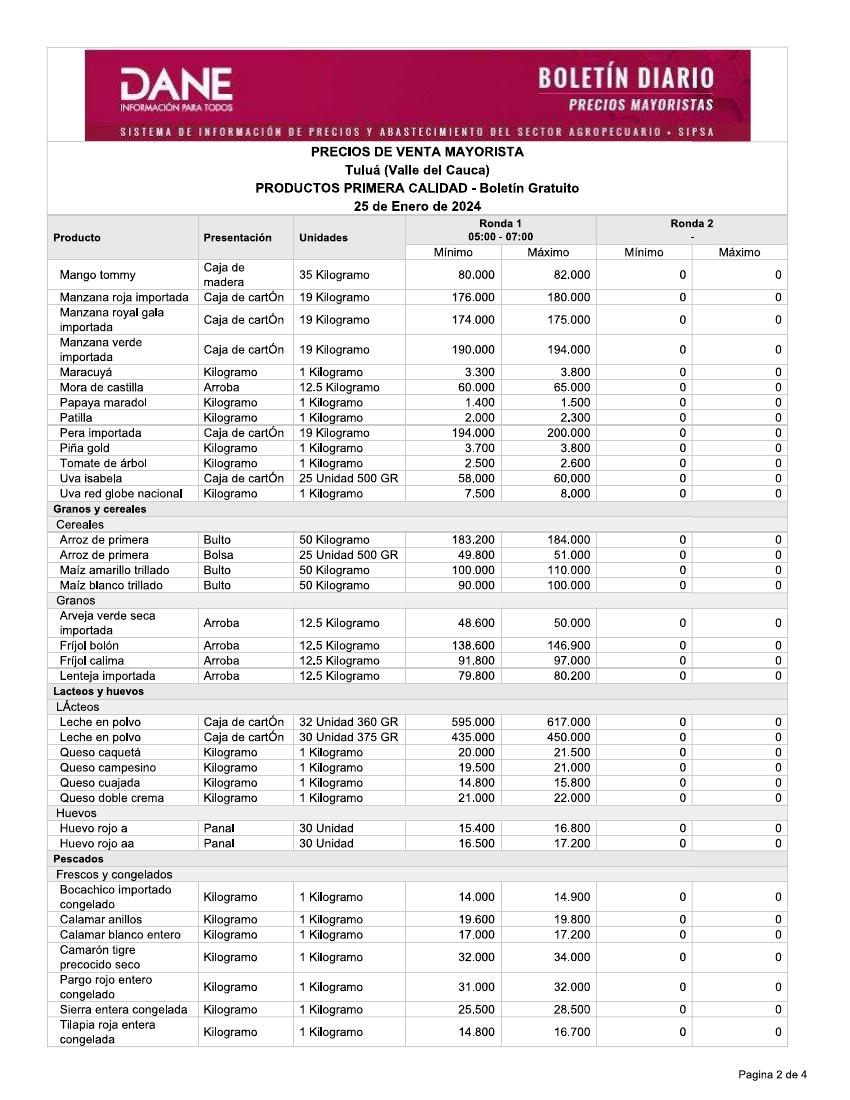 DANE
INFORMACIÓN PARA TODOS
BOLETÍN DIARIO
PRECIOS MAYORISTAS
SISTEMA DE INFORMACIÓN DE PRECIOS Y ABASTECIMIENTO DEL SECTOR AGROPECUARIO • SIPSA
PRECIOS DE VENTA MAYORISTA
Tuluá (Valle del Cauca)
PRODUCTOS PRIMERA CALIDAD - Boletín Gratuito
25 de Enero de 2024
Producto Presentación Unidades Ronda 1 Ronda 2
05:00 - 07:00 -
Mínimo Máximo Mínimo Máximo
Mango tommy Caja de madera 35 Kilogramo 80.000 82.000 0 0
Manzana roja importada Caja de cartÓn 19 Kilogramo 176.000 180.000 0 0
Manzana royal gala importada Caja de cartÓn 19 Kilogramo 174.000 175.000 0 0
Manzana verde importada Caja de cartÓn 19 Kilogramo 190.000 194.000 0 0
Maracuyá Kilogramo 1 Kilogramo 3.300 3.800 0 0
Mora de castilla Arroba 12.5 Kilogramo 60.000 65.000 0 0
Papaya maradol Kilogramo 1 Kilogramo 1.400 1.500 0 0
Patilla Kilogramo 1 Kilogramo 2.000 2.300 0 0
Pera importada Caja de cartÓn 19 Kilogramo 194.000 200.000 0 0
Piña gold Kilogramo 1 Kilogramo 3.700 3.800 0 0
Tomate de árbol Kilogramo 1 Kilogramo 2.500 2.600 0 0
Uva isabela Caja de cartÓn 25 Unidad 500 GR 58.000 60.000 0 0
Uva red globe nacional Kilogramo 1 Kilogramo 7.500 8.000 0 0
Granos y cereales
Cereales
Arroz de primera Bulto 50 Kilogramo 183.200 184.000 0 0
Arroz de primera Bolsa 25 Unidad 500 GR 49.800 51.000 0 0
Maíz amarillo trillado Bulto 50 Kilogramo 100.000 110.000 0 0
Maíz blanco trillado Bulto 50 Kilogramo 90.000 100.000 0 0
Granos
Arveja verde seca importada Arroba 12.5 Kilogramo 48.600 50.000 0 0
Fríjol bolón Arroba 12.5 Kilogramo 138.600 146.900 0 0
Fríjol calima Arroba 12.5 Kilogramo 91.800 97.000 0 0
Lenteja importada Arroba 12.5 Kilogramo 79.800 80.200 0 0
Lacteos y huevos
LÁcteos
Leche en polvo Caja de cartÓn 32 Unidad 360 GR 595.000 617.000 0 0
Leche en polvo Caja de cartÓn 30 Unidad 375 GR 435.000 450.000 0 0
Queso caquetá Kilogramo 1 Kilogramo 20.000 21.500 0 0
Queso campesino Kilogramo 1 Kilogramo 19.500 21.000 0 0
Queso cuajada Kilogramo 1 Kilogramo 14.800 15.800 0 0
Queso doble crema Kilogramo 1 Kilogramo 21.000 22.000 0 0
Huevos
Huevo rojo a Panal 30 Unidad 15.400 16.800 0 0
Huevo rojo aa Panal 30 Unidad 16.500 17.200 0 0
Pescados
Frescos y congelados
Bocachico importado congelado Kilogramo 1 Kilogramo 14.000 14.900 0 0
Calamar anillos Kilogramo 1 Kilogramo 19.600 19.800 0 0
Calamar blanco entero Kilogramo 1 Kilogramo 17.000 17.200 0 0
Camarón tigre precocido seco Kilogramo 1 Kilogramo 32.000 34.000 0 0
Pargo rojo entero congelado Kilogramo 1 Kilogramo 31.000 32.000 0 0
Sierra entera congelada Kilogramo 1 Kilogramo 25.500 28.500 0 0
Tilapia roja entera congelada Kilogramo 1 Kilogramo 14.800 16.700 0 0
Pagina 2 de 4